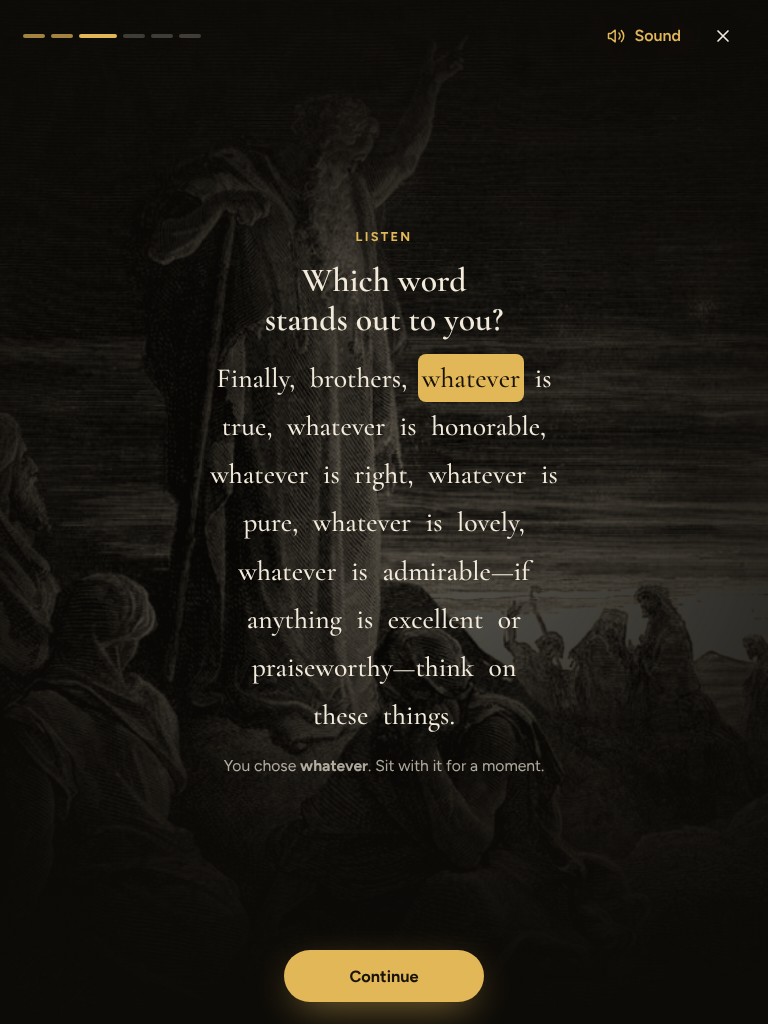 Sound
LISTEN
Which word
stands out to you?
Finally, brothers, whatever is
true, whatever is honorable,
whatever is right, whatever is
pure, whatever is lovely,
whatever is admirable—if
anything is excellent or
praiseworthy—think on
these things.
You chose whatever. Sit with it for a moment.
Continue